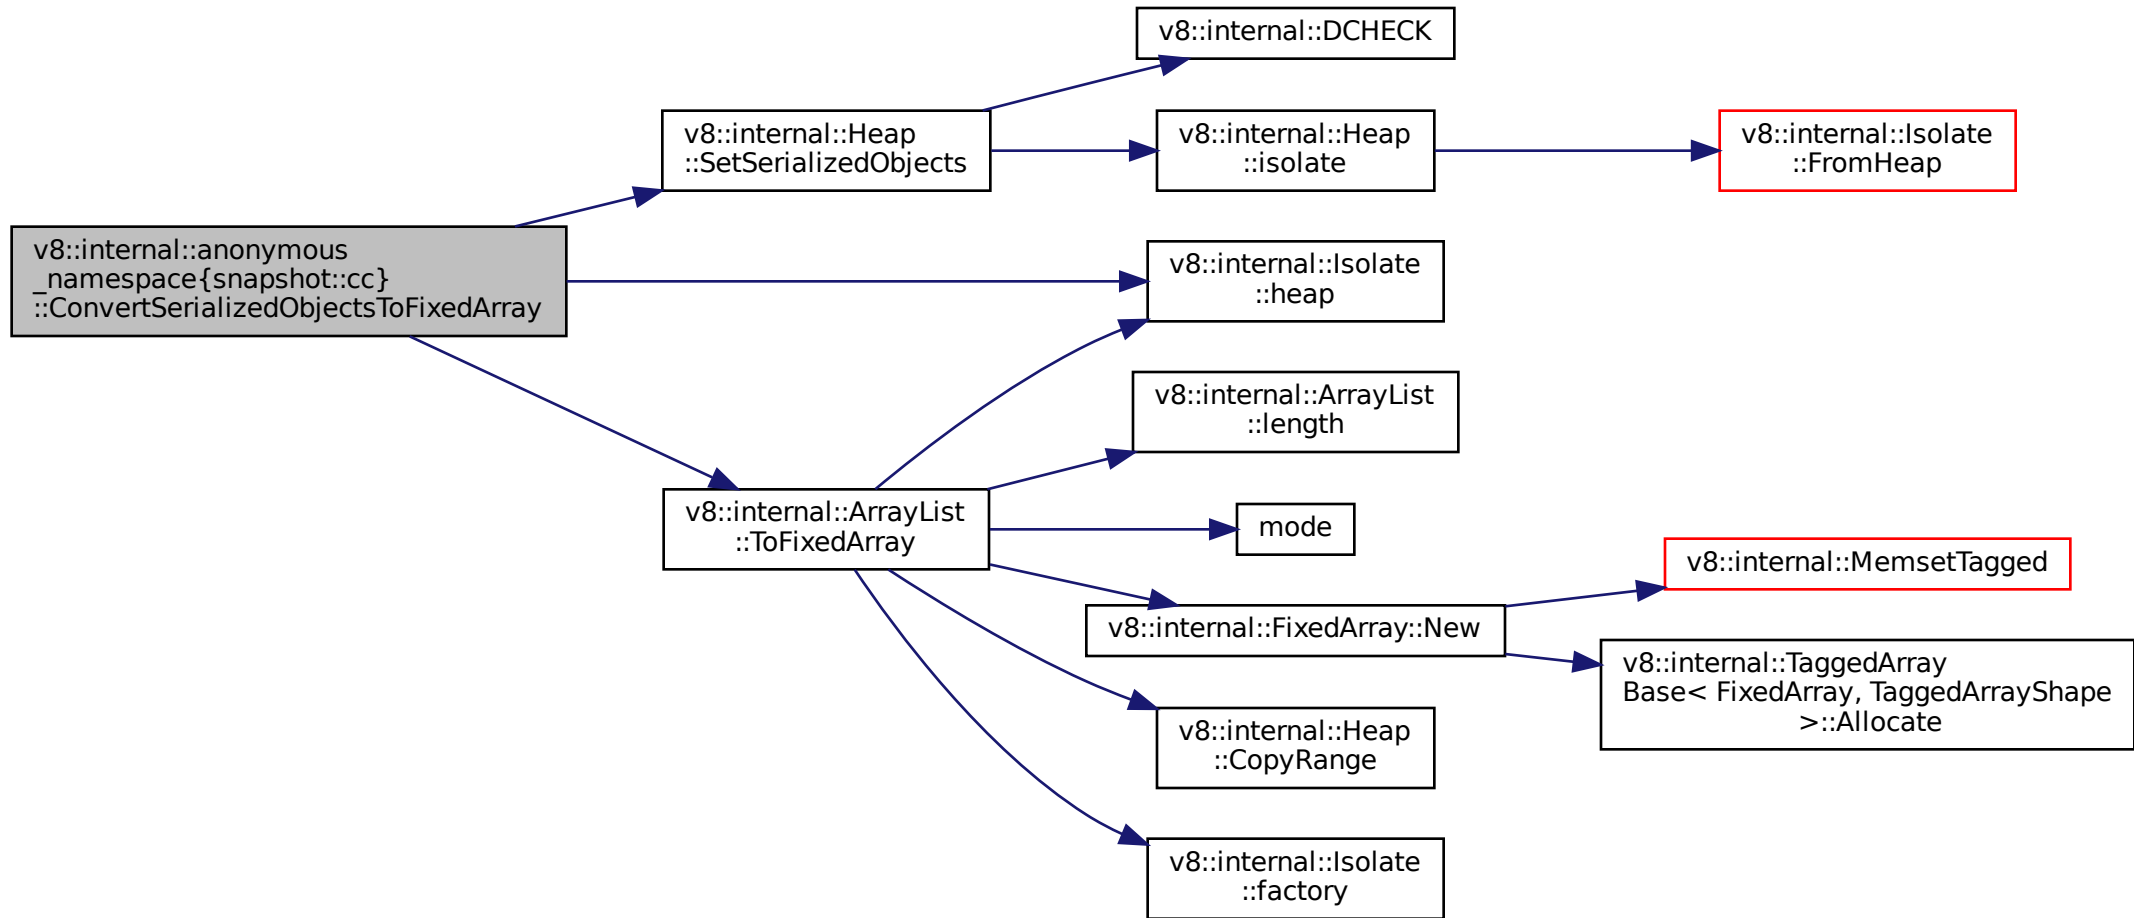 v8::internal::anonymous
_namespace{snapshot::cc}
::ConvertSerializedObjectsToFixedArray
v8::internal::Heap
::SetSerializedObjects
v8::internal::DCHECK
v8::internal::Heap
::isolate
v8::internal::Isolate
::FromHeap
v8::internal::Isolate
::heap
v8::internal::ArrayList
::ToFixedArray
v8::internal::ArrayList
::length
mode
v8::internal::FixedArray::New
v8::internal::MemsetTagged
v8::internal::TaggedArray
Base< FixedArray, TaggedArrayShape
>::Allocate
v8::internal::Heap
::CopyRange
v8::internal::Isolate
::factory